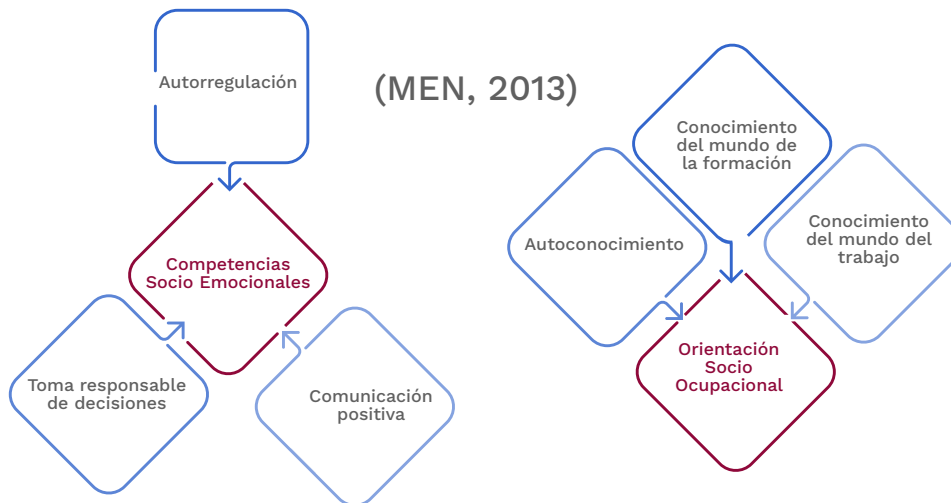 Autorregulación
(MEN, 2013)
Competencias
Socio Emocionales
Toma responsable
de decisiones
Comunicación
positiva
Conocimiento
del mundo de
la formación
Autoconocimiento
Conocimiento
del mundo del
trabajo
Orientación
Socio
Ocupacional